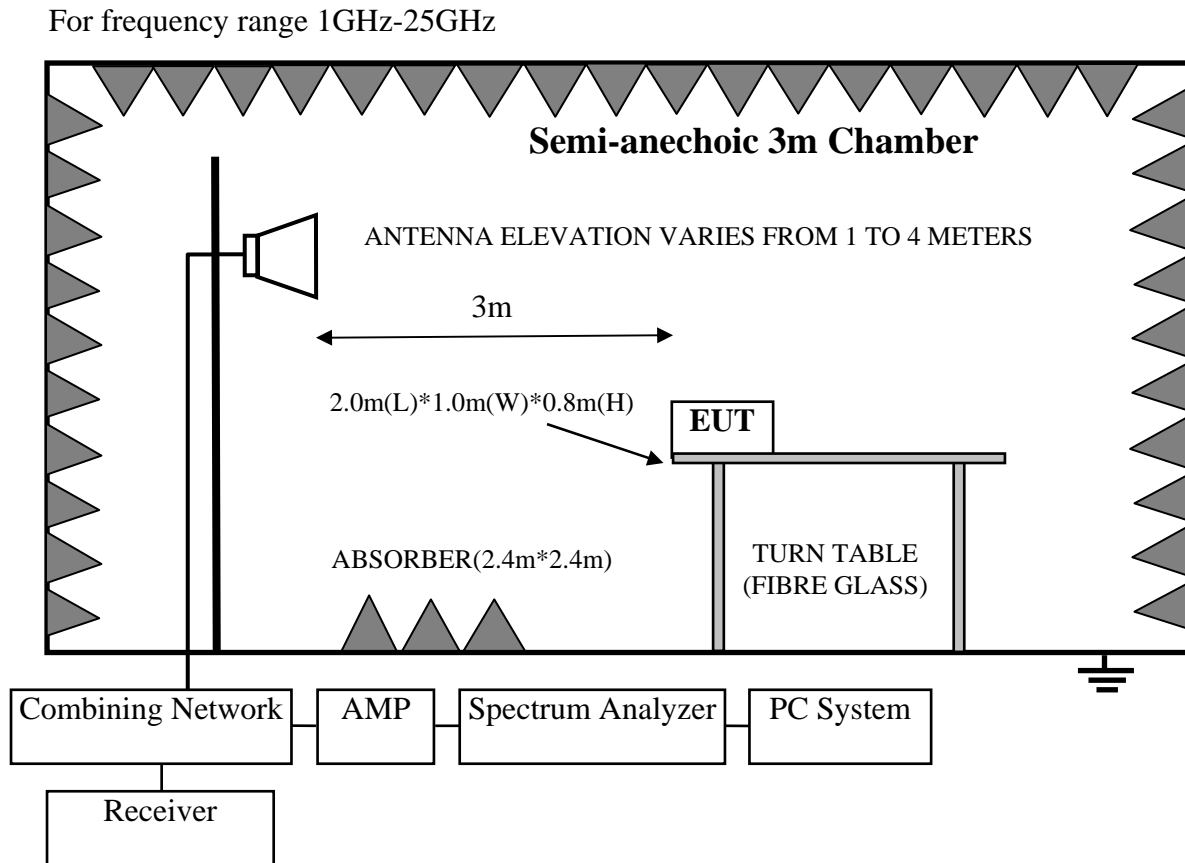 For frequency range 1GHz-25GHz
Semi-anechoic 3m Chamber
ANTENNA ELEVATION VARIES FROM 1 TO 4 METERS
3m
2.0m(L)*1.0m(W)*0.8m(H)
EUT
ABSORBER(2.4m*2.4m)
TURN TABLE
(FIBRE GLASS)
Combining Network
AMP
Spectrum Analyzer
PC System
Receiver